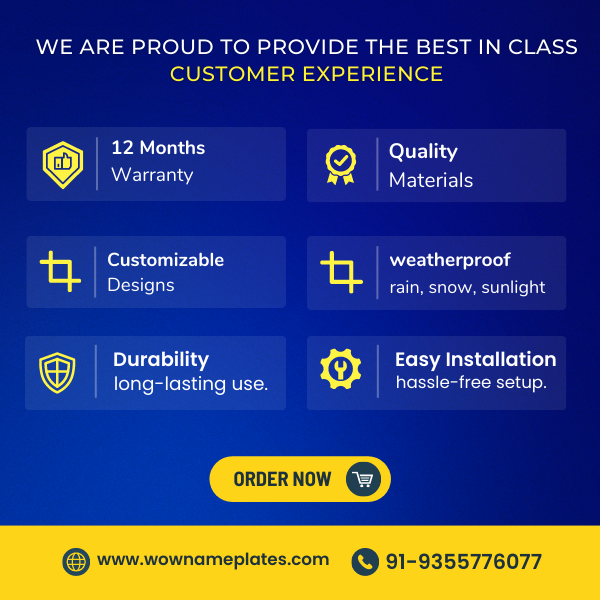 WE ARE PROUD TO PROVIDE THE BEST IN CLASS
CUSTOMER EXPERIENCE
12 Months
Warranty
Quality
Materials
Customizable
Designs
weatherproof
rain, snow, sunlight
Durability
long-lasting use.
Easy Installation
hassle-free setup.
ORDER NOW
www.wownameplates.com
91-9355776077